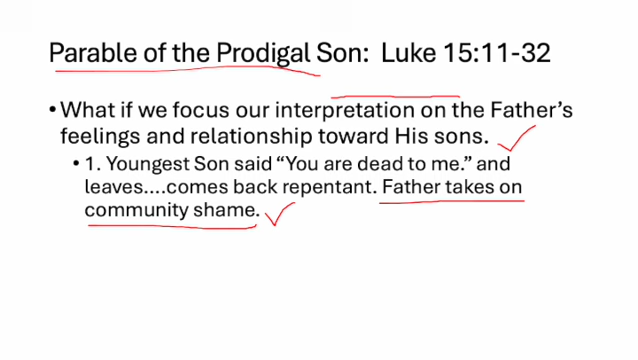 Parable of the Prodigal Son:  Luke 15:11-32
•What if we focus our interpretation on the Father's
feelings and relationship toward His sons.
• 1. Youngest Son said “You are dead to me.” and
leaves….comes back repentant. Father takes on
community shame.